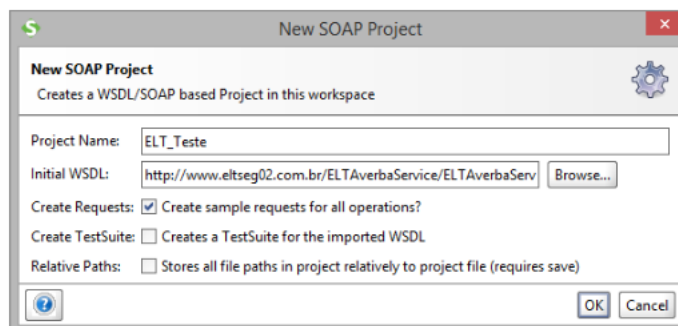 New SOAP Project
New SOAP Project
Creates a WSDL/SOAP based Project in this workspace
Project Name: ELT_Teste
Initial WSDL: http://www.eltseg02.com.br/ELTAverbaService/ELTAverbaServ Browse...
Create Requests: Create sample requests for all operations?
Create TestSuite: Creates a TestSuite for the imported WSDL
Relative Paths: Stores all file paths in project relatively to project file (requires save)
OK Cancel